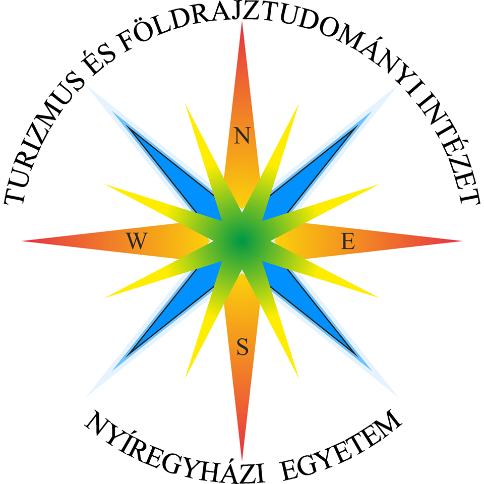 TURIZMUS ÉS FÖLDRAJZTUDOMÁNYI INTÉZET
N
W
E
S
NYÍREGYHÁZI EGYETEM